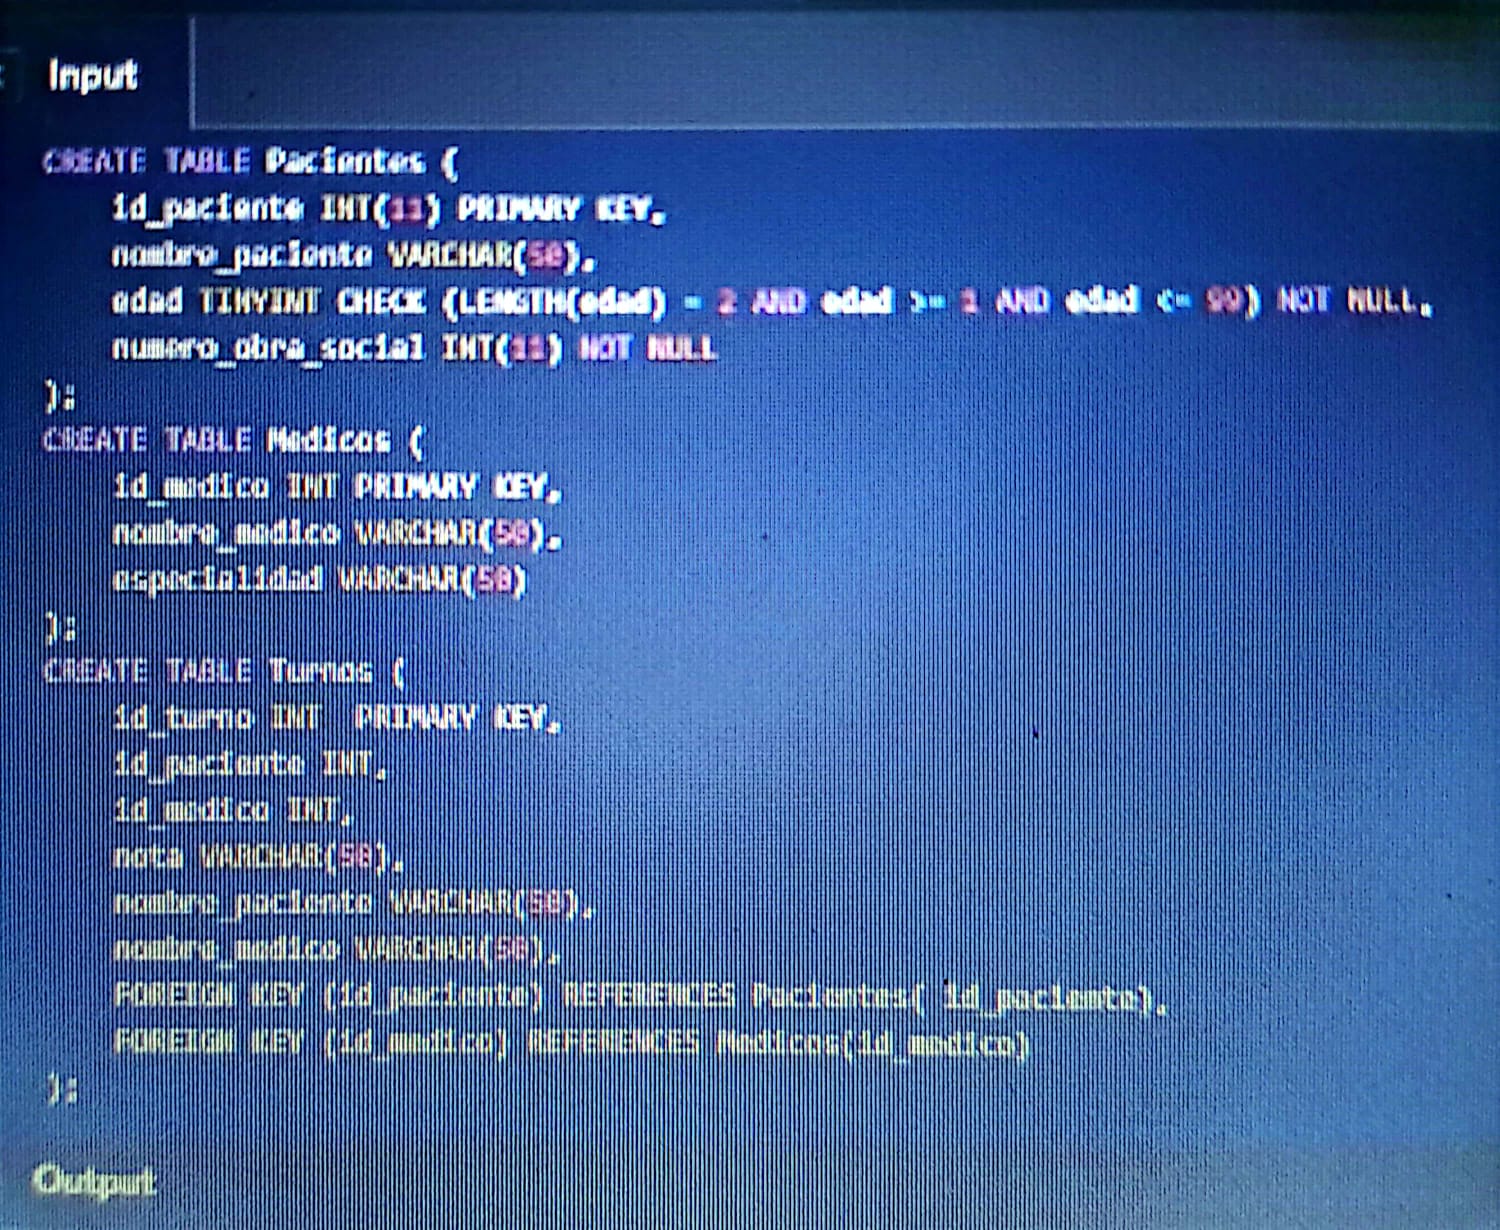 Input
CREATE TABLE Pacientes (
id_paciente INT(11) PRIMARY KEY,
nombre_paciente VARCHAR(50),
edad TINYINT CHECK (LENGTH(edad) = 2 AND edad >= 1 AND edad <= 99) NOT NULL,
numero_obra_social INT(11) NOT NULL
);
CREATE TABLE Medicos (
id_medico INT PRIMARY KEY,
nombre_medico VARCHAR(50),
especialidad VARCHAR(50)
);
CREATE TABLE Turnos (
id_turno INT  PRIMARY KEY,
id_paciente INT,
id_medico INT,
nota VARCHAR(50),
nombre_paciente VARCHAR(50),
nombre_medico VARCHAR(50),
FOREIGN KEY (id_paciente) REFERENCES Pacientes( id_paciente),
FOREIGN KEY (id_medico) REFERENCES Medicos(id_medico)
);
Output